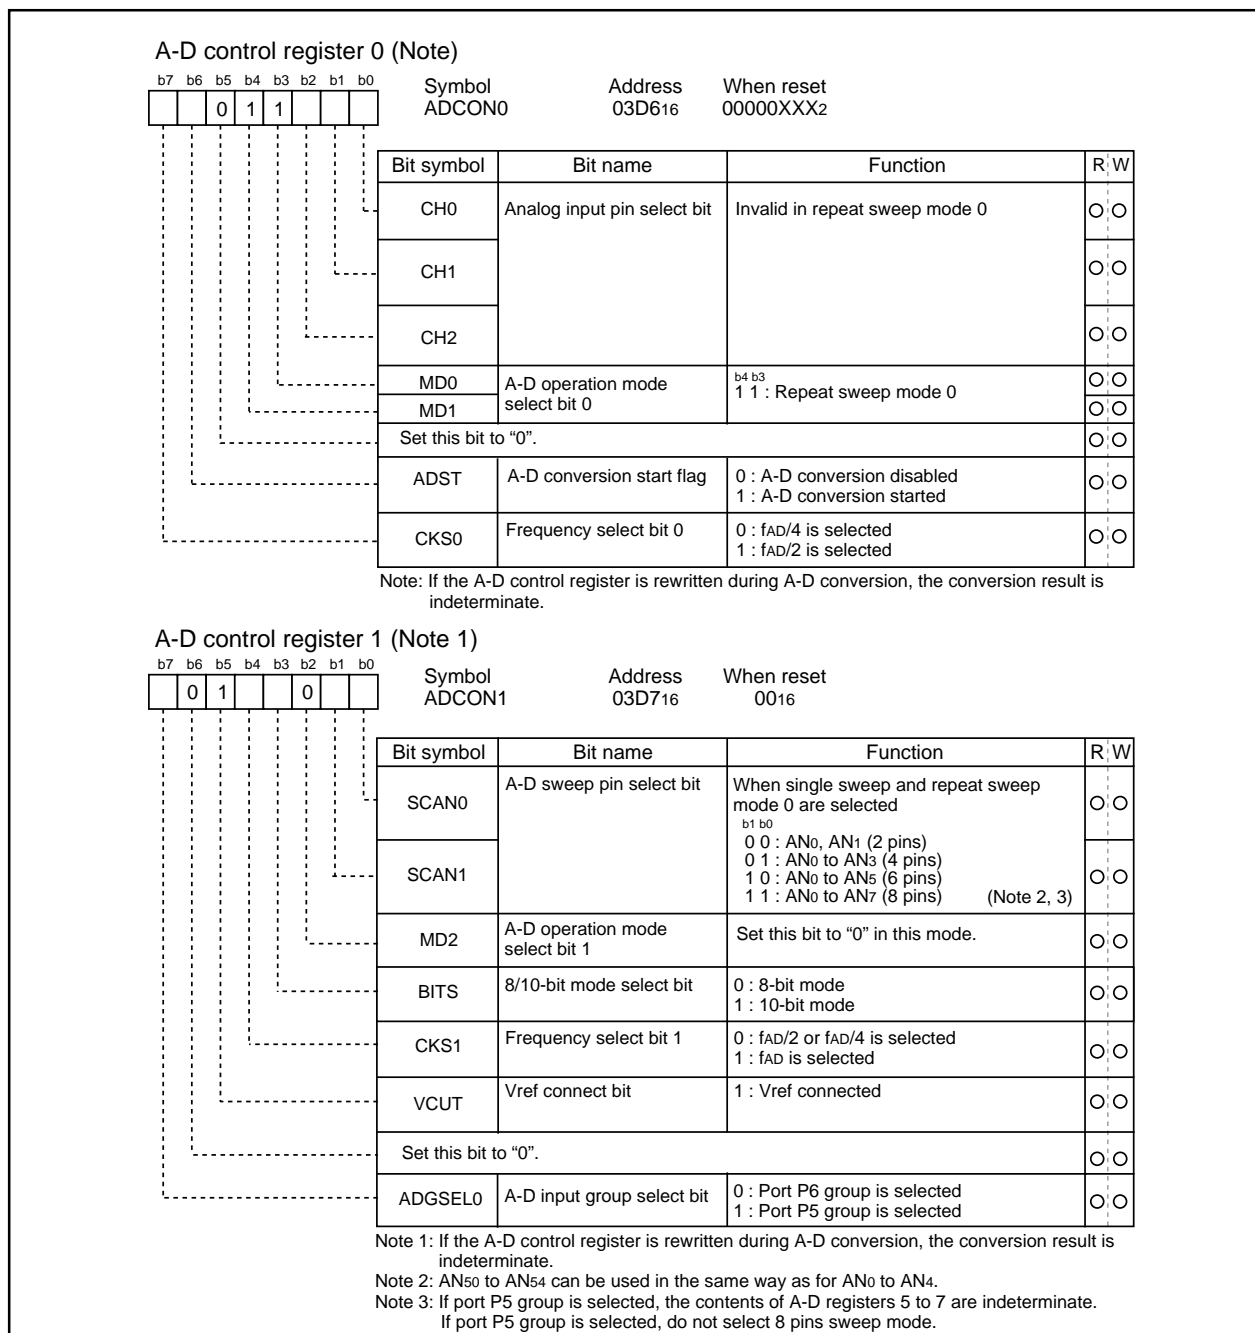 A-D control register 0 (Note)
b7 b6 b5 b4 b3 b2 b1 b0
0 1 1
Symbol Address When reset
ADCON0 03D616 00000XXX2
Bit symbol Bit name Function R W
CH0 Analog input pin select bit Invalid in repeat sweep mode 0
CH1
CH2
MD0 A-D operation mode b4 b3
select bit 0 1 1 : Repeat sweep mode 0
MD1
Set this bit to “0”.
ADST A-D conversion start flag 0 : A-D conversion disabled
1 : A-D conversion started
CKS0 Frequency select bit 0 0 : fAD/4 is selected
1 : fAD/2 is selected
Note: If the A-D control register is rewritten during A-D conversion, the conversion result is
indeterminate.
A-D control register 1 (Note 1)
b7 b6 b5 b4 b3 b2 b1 b0
0 1 0
Symbol Address When reset
ADCON1 03D716 0016
Bit symbol Bit name Function R W
SCAN0 A-D sweep pin select bit When single sweep and repeat sweep
mode 0 are selected
b1 b0
0 0 : AN0, AN1 (2 pins)
0 1 : AN0 to AN3 (4 pins)
SCAN1 1 0 : AN0 to AN5 (6 pins)
1 1 : AN0 to AN7 (8 pins) (Note 2, 3)
MD2 A-D operation mode Set this bit to “0” in this mode.
select bit 1
BITS 8/10-bit mode select bit 0 : 8-bit mode
1 : 10-bit mode
CKS1 Frequency select bit 1 0 : fAD/2 or fAD/4 is selected
1 : fAD is selected
VCUT Vref connect bit 1 : Vref connected
Set this bit to “0”.
ADGSEL0 A-D input group select bit 0 : Port P6 group is selected
1 : Port P5 group is selected
Note 1: If the A-D control register is rewritten during A-D conversion, the conversion result is
indeterminate.
Note 2: AN50 to AN54 can be used in the same way as for AN0 to AN4.
Note 3: If port P5 group is selected, the contents of A-D registers 5 to 7 are indeterminate.
If port P5 group is selected, do not select 8 pins sweep mode.